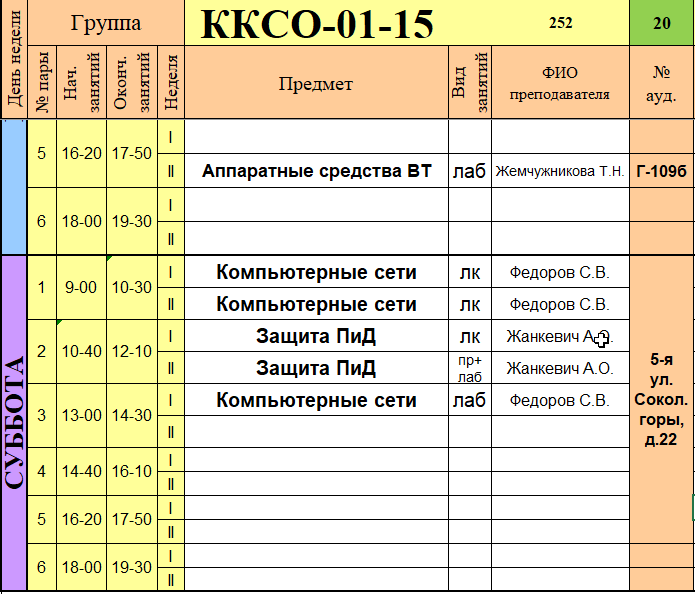 День недели
Группа
ККСО-01-15
252
20
№ пары
Нач. занятий
Оконч. занятий
Неделя
Предмет
Вид занятий
ФИО преподавателя
№ ауд.
5 16-20 17-50 I
II Аппаратные средства ВТ лаб Жемчужникова Т.Н. Г-109б
6 18-00 19-30 I
II
СУББОТА
1 9-00 10-30 I Компьютерные сети лк Федоров С.В.
II Компьютерные сети лк Федоров С.В.
2 10-40 12-10 I Защита ПиД лк Жанкевич А.О.
II Защита ПиД пр+ лаб Жанкевич А.О.
3 13-00 14-30 I Компьютерные сети лаб Федоров С.В.
II
4 14-40 16-10 I
II
5 16-20 17-50 I
II
6 18-00 19-30 I
II
5-я
ул.
Сокол.
горы,
д.22